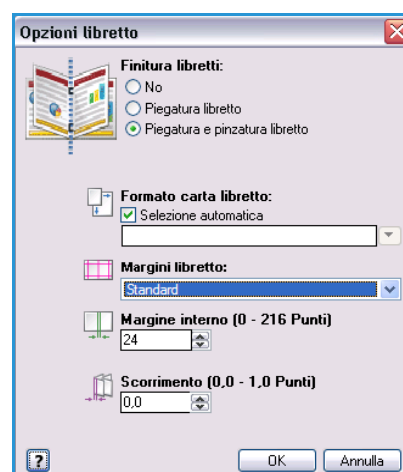 Opzioni libretto
Finitura libretti:
No
Piegatura libretto
Piegatura e pinzatura libretto
Formato carta libretto:
Selezione automatica
Margini libretto:
Standard
Margine interno (0 - 216 Punti)
24
Scorrimento (0,0 - 1,0 Punti)
0,0
?
OK
Annulla